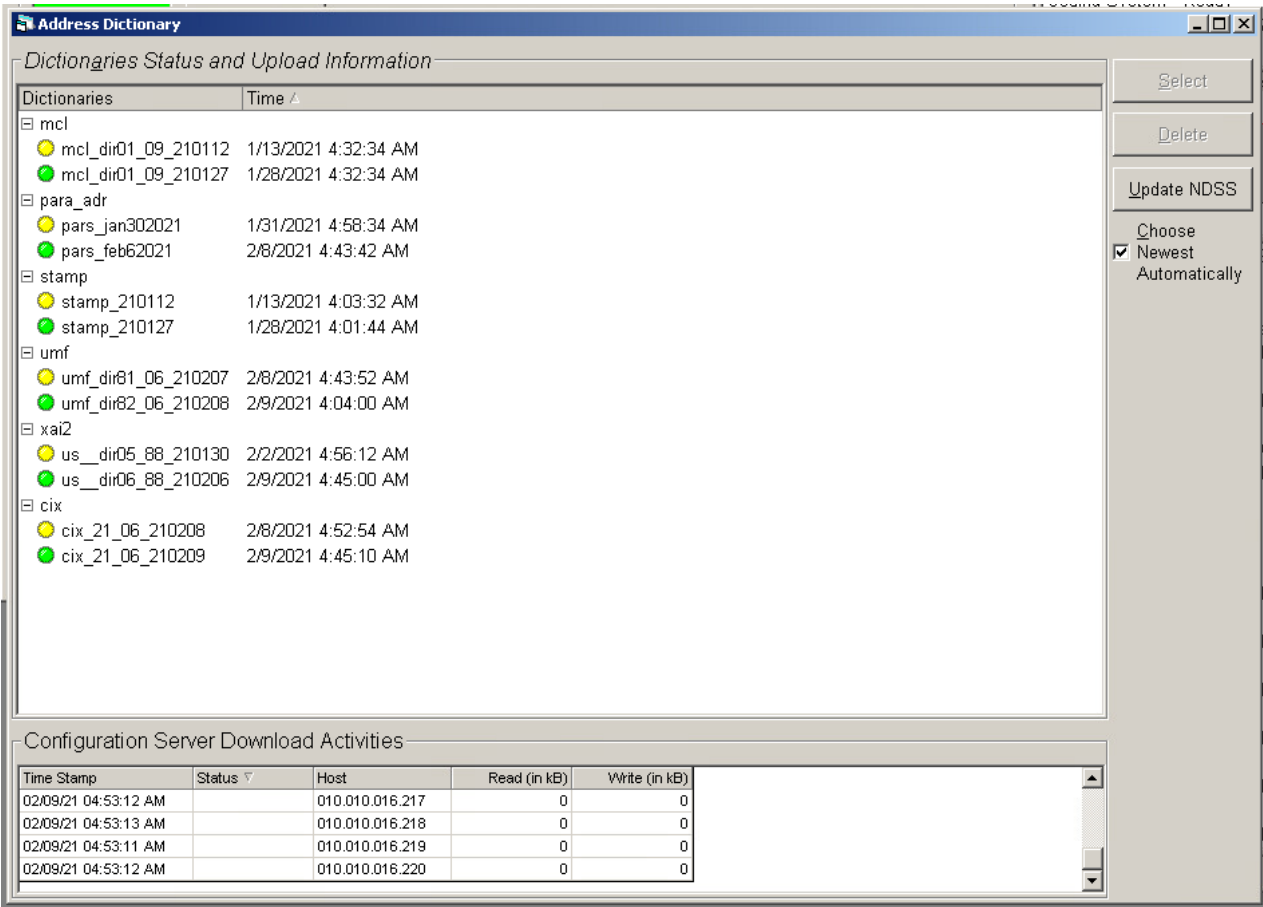 Address Dictionary
Dictionaries Status and Upload Information
Dictionaries Time
mcl
mcl_dir01_09_210112 1/13/2021 4:32:34 AM
mcl_dir01_09_210127 1/28/2021 4:32:34 AM
para_adr
pars_jan302021 1/31/2021 4:58:34 AM
pars_feb62021 2/8/2021 4:43:42 AM
stamp
stamp_210112 1/13/2021 4:03:32 AM
stamp_210127 1/28/2021 4:01:44 AM
umf
umf_dir81_06_210207 2/8/2021 4:43:52 AM
umf_dir82_06_210208 2/9/2021 4:04:00 AM
xai2
us__dir05_88_210130 2/2/2021 4:56:12 AM
us__dir06_88_210206 2/9/2021 4:45:00 AM
cix
cix_21_06_210208 2/8/2021 4:52:54 AM
cix_21_06_210209 2/9/2021 4:45:10 AM
Select
Delete
Update NDSS
Choose
Newest
Automatically
Configuration Server Download Activities
Time Stamp Status Host Read (in kB) Write (in kB)
02/09/21 04:53:12 AM 010.010.016.217 0 0
02/09/21 04:53:13 AM 010.010.016.218 0 0
02/09/21 04:53:11 AM 010.010.016.219 0 0
02/09/21 04:53:12 AM 010.010.016.220 0 0